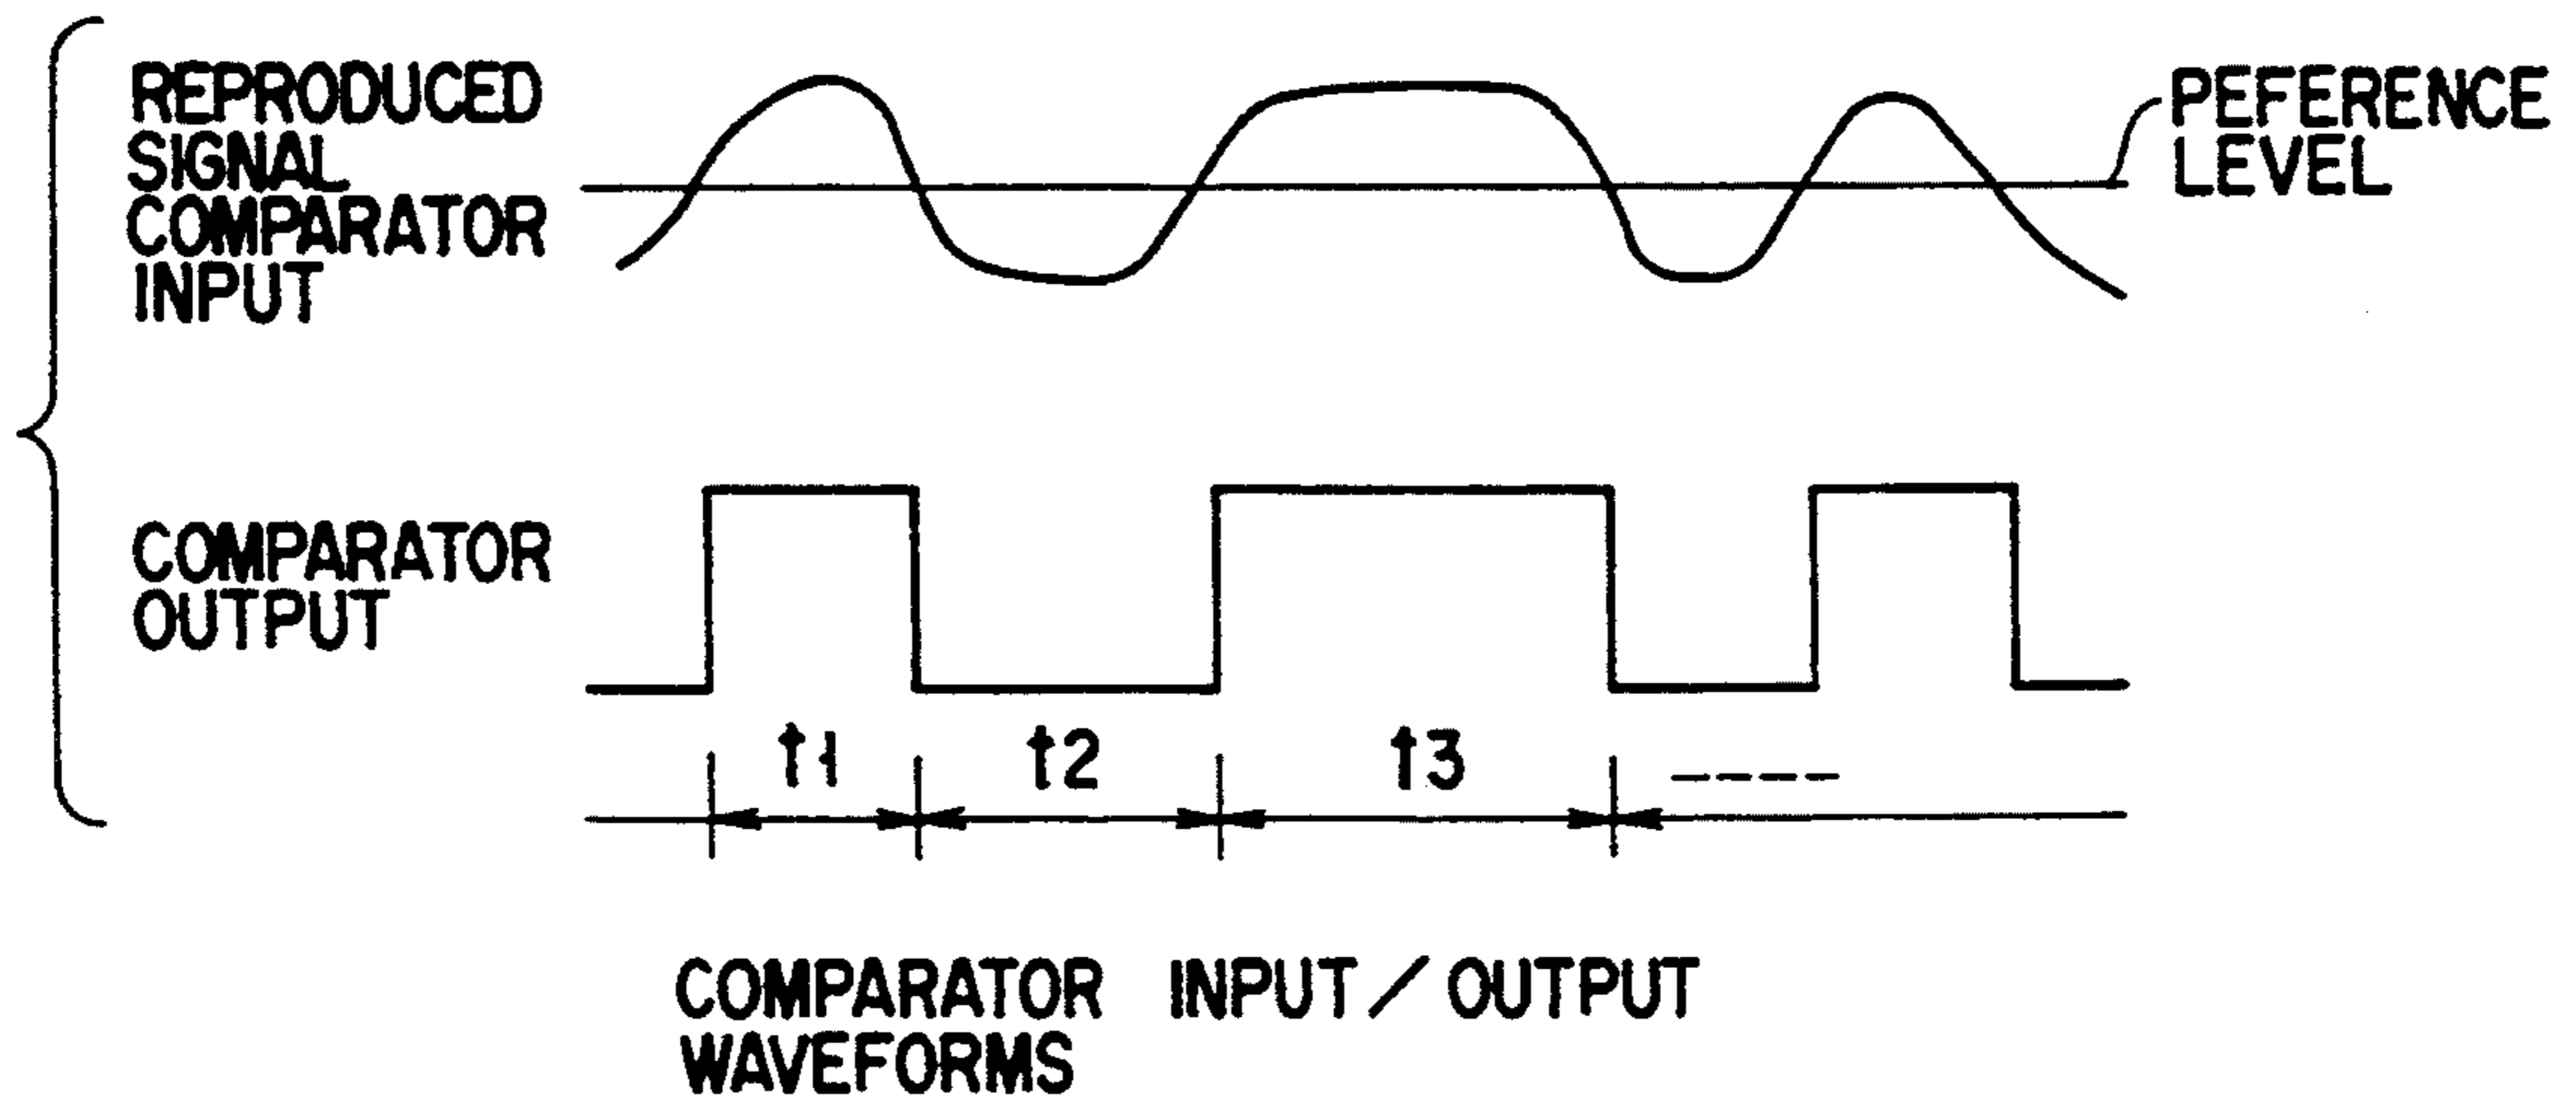 REPRODUCED
SIGNAL
COMPARATOR
INPUT
PEFERENCE
LEVEL
COMPARATOR
OUTPUT
t1
t2
t3
COMPARATOR INPUT/OUTPUT
WAVEFORMS